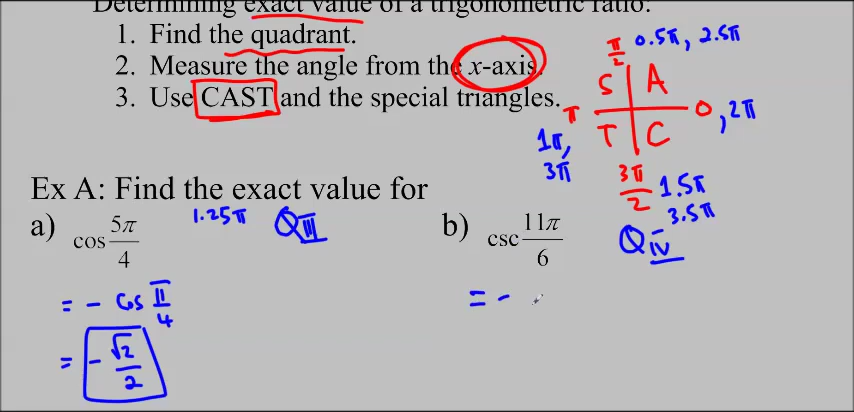 Determining exact value of a trigonometric ratio:
1. Find the quadrant.
2. Measure the angle from the x-axis.
3. Use CAST and the special triangles.
π/2 0.5π, 2.5π
S A
π 0, 2π
1π, 3π
T C
3π/2 1.5π
3.5π
Ex A: Find the exact value for
a) cos 5π/4 1.25π QIII
b) csc 11π/6 QIV
= - cos π/4
= -
= - √2/2